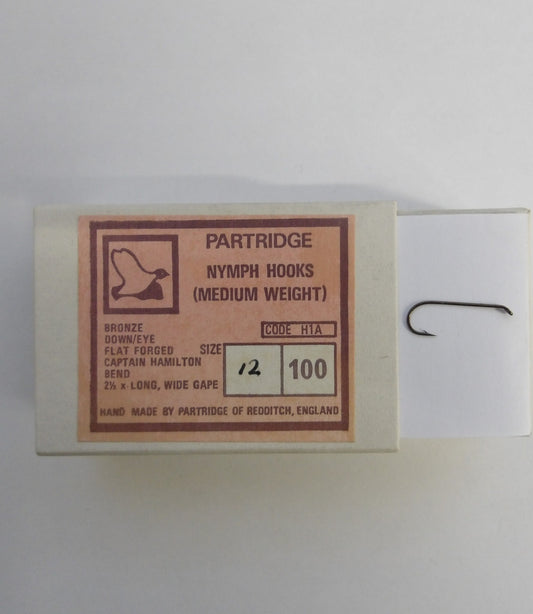 PARTRIDGE
NYMPH HOOKS
(MEDIUM WEIGHT)
CODE H1A
BRONZE
DOWN/EYE
FLAT FORGED
CAPTAIN HAMILTON
BEND
2½ x LONG, WIDE GAPE
SIZE
12
100
HAND MADE BY PARTRIDGE OF REDDITCH, ENGLAND